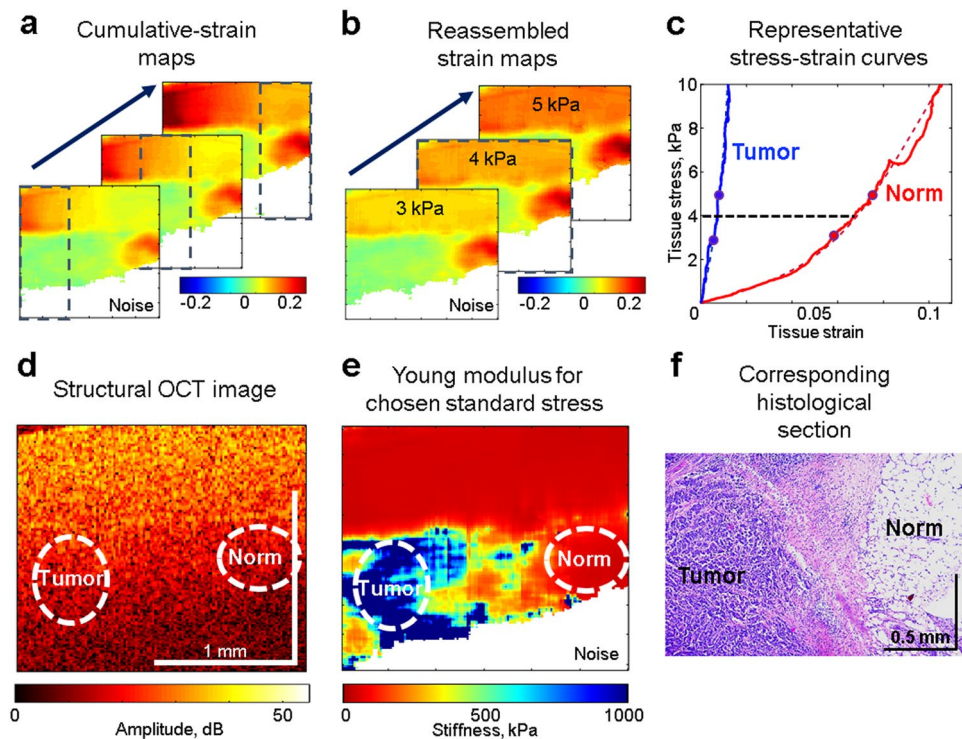 a
Cumulative-strain
maps
Noise
-0.2 0 0.2
b
Reassembled
strain maps
5 kPa
4 kPa
3 kPa
Noise
-0.2 0 0.2
c
Representative
stress-strain curves
Tissue stress, kPa
10
8
6
4
2
0
0.05
0.1
Tissue strain
Tumor
Norm
d
Structural OCT image
Tumor
Norm
1 mm
0
50
Amplitude, dB
e
Young modulus for
chosen standard stress
Tumor
Norm
Noise
0
500
1000
Stiffness, kPa
f
Corresponding
histological
section
Tumor
Norm
0.5 mm